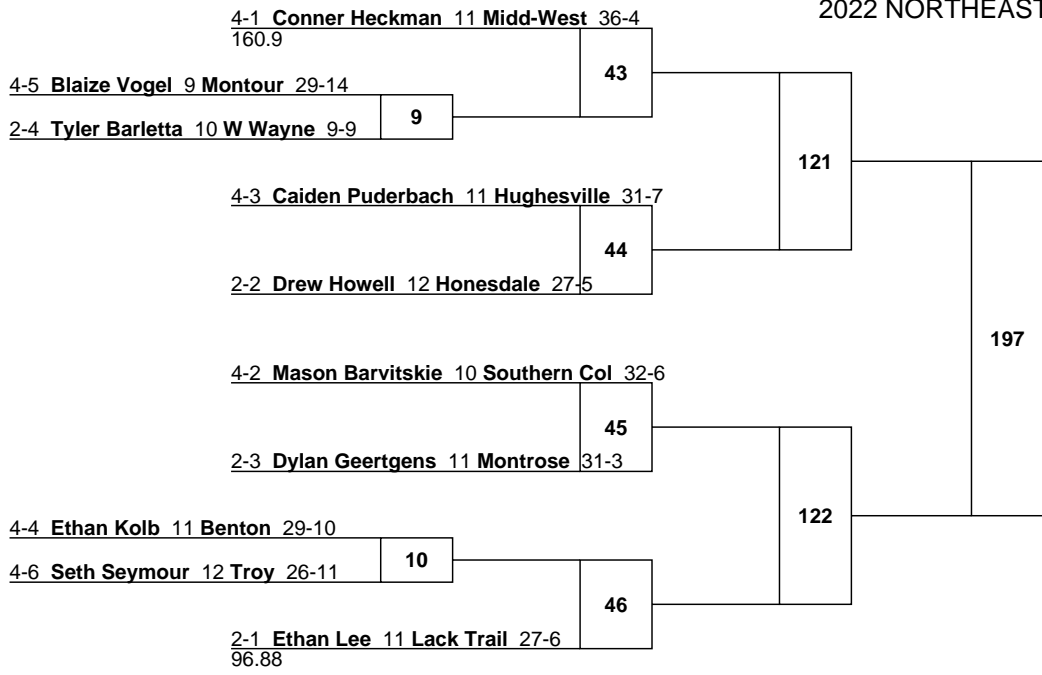 2022 NORTHEAST
4-1 Conner Heckman 11 Midd-West 36-4
160.9
43
4-5 Blaize Vogel 9 Montour 29-14
9
2-4 Tyler Barletta 10 W Wayne 9-9
121
4-3 Caiden Puderbach 11 Hughesville 31-7
44
2-2 Drew Howell 12 Honesdale 27-5
197
4-2 Mason Barvitskie 10 Southern Col 32-6
45
2-3 Dylan Geertgens 11 Montrose 31-3
122
4-4 Ethan Kolb 11 Benton 29-10
10
4-6 Seth Seymour 12 Troy 26-11
46
2-1 Ethan Lee 11 Lack Trail 27-6
96.88